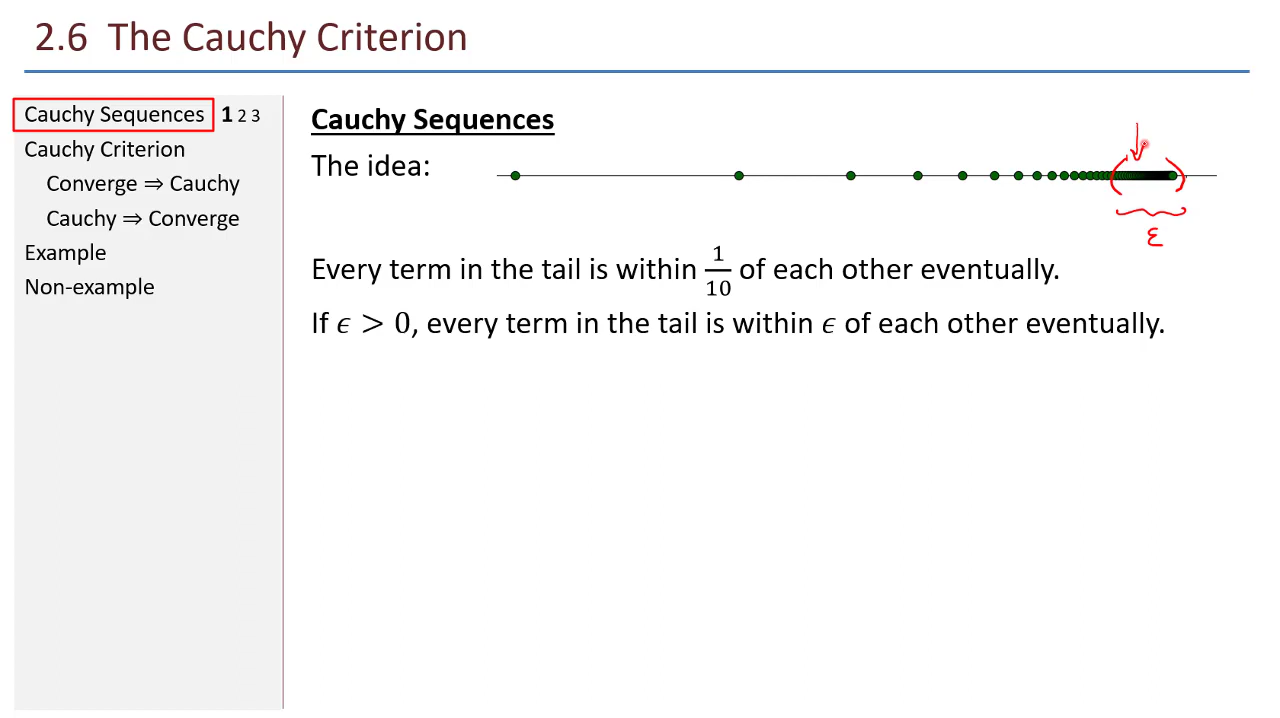 2.6 The Cauchy Criterion
Cauchy Sequences 1 2 3
Cauchy Criterion
Converge ⇒ Cauchy
Cauchy ⇒ Converge
Example
Non-example
Cauchy Sequences
The idea:
ε
Every term in the tail is within 1/10 of each other eventually.
If ϵ > 0, every term in the tail is within ϵ of each other eventually.